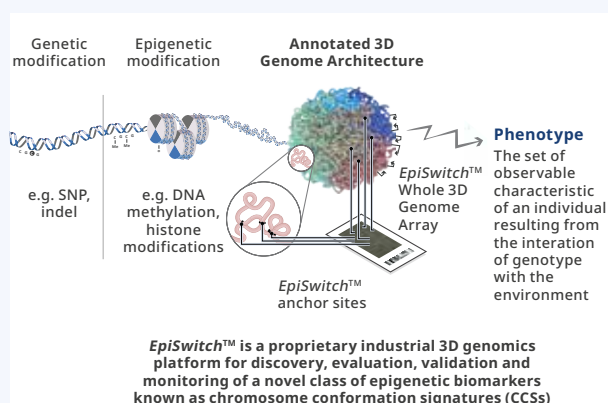 Genetic
modification
Epigenetic
modification
Annotated 3D
Genome Architecture
e.g. SNP,
indel
e.g. DNA
methylation,
histone
modifications
EpiSwitch™
Whole 3D
Genome
Array
EpiSwitch™
anchor sites
Phenotype
The set of
observable
characteristic
of an individual
resulting from
the interation
of genotype
with the
environment
EpiSwitch™ is a proprietary industrial 3D genomics
platform for discovery, evaluation, validation and
monitoring of a novel class of epigenetic biomarkers
known as chromosome conformation signatures (CCSs)